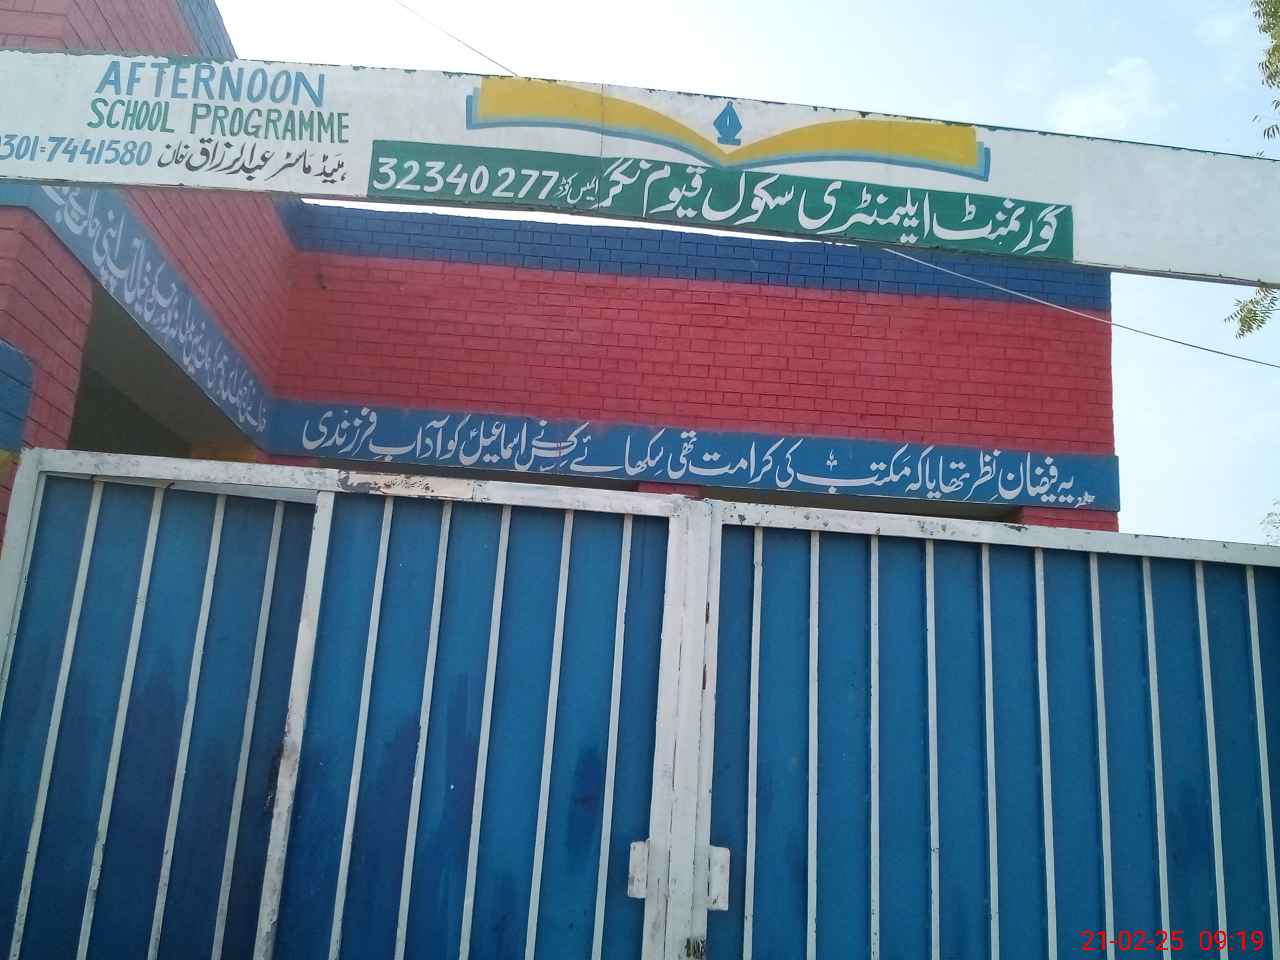 AFTERNOON
SCHOOL PROGRAMME
0301=7441580 ہیڈ ماسٹر عبدالرزاق خان
گورنمنٹ ایلیمنٹری سکول قیوم نگر ایمس کوڈ 32340277
یہ فیضان نظر تھا یا کہ مکتب کی کرامت تھی سکھائے کس نے اسماعیلؑ کو آداب فرزندی
21-02-25 09:19